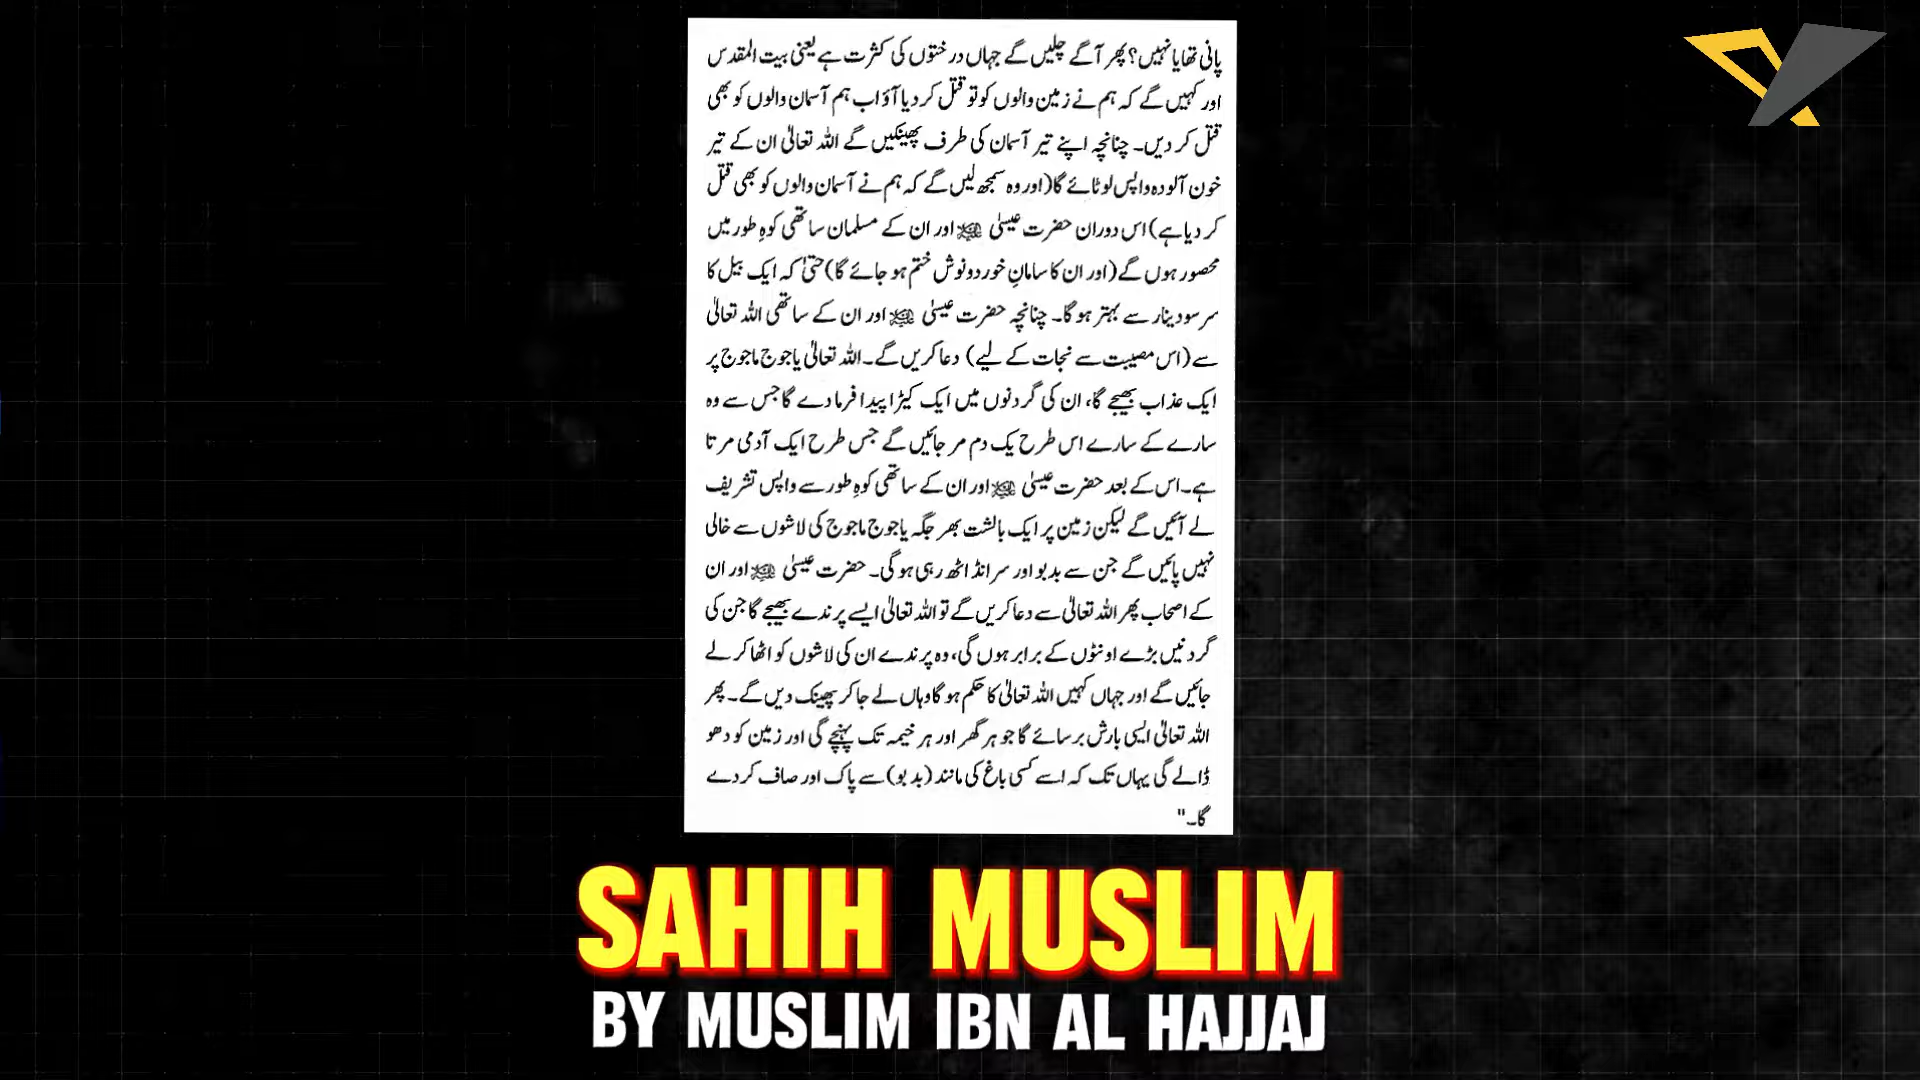 پانی تھا یا نہیں؟ پھر آگے چلیں گے جہاں درختوں کی کثرت ہے یعنی بیت المقدس
اور کہیں گے کہ ہم نے زمین والوں کو تو قتل کر دیا آؤ اب ہم آسمان والوں کو بھی
قتل کر دیں۔ چنانچہ اپنے تیر آسمان کی طرف پھینکیں گے اللہ تعالیٰ ان کے تیر
خون آلودہ واپس لوٹائے گا (اور وہ سمجھ لیں گے کہ ہم نے آسمان والوں کو بھی قتل
کر دیا ہے) اس دوران حضرت عیسیٰ علیہ السلام اور ان کے مسلمان ساتھی کوہِ طور میں
محصور ہوں گے (اور ان کا سامانِ خورد و نوش ختم ہو جائے گا) حتیٰ کہ ایک بیل کا
سر سو دینار سے بہتر ہو گا۔ چنانچہ حضرت عیسیٰ علیہ السلام اور ان کے ساتھی اللہ تعالیٰ
سے (اس مصیبت سے نجات کے لیے) دعا کریں گے۔ اللہ تعالیٰ یاجوج ماجوج پر
ایک عذاب بھیجے گا، ان کی گردنوں میں ایک کیڑا پیدا فرما دے گا جس سے وہ
سارے کے سارے اس طرح یک دم مر جائیں گے جس طرح ایک آدمی مرتا
ہے۔ اس کے بعد حضرت عیسیٰ علیہ السلام اور ان کے ساتھی کوہِ طور سے واپس تشریف
لے آئیں گے لیکن زمین پر ایک بالشت بھر جگہ یاجوج ماجوج کی لاشوں سے خالی
نہیں پائیں گے جن سے بدبو اور سرانڈ اٹھ رہی ہو گی۔ حضرت عیسیٰ علیہ السلام اور ان
کے اصحاب پھر اللہ تعالیٰ سے دعا کریں گے تو اللہ تعالیٰ ایسے پرندے بھیجے گا جن کی
گردنیں بڑے اونٹوں کے برابر ہوں گی، وہ پرندے ان کی لاشوں کو اٹھا کر لے
جائیں گے اور جہاں کہیں اللہ تعالیٰ کا حکم ہو گا وہاں لے جا کر پھینک دیں گے۔ پھر
اللہ تعالیٰ ایسی بارش برسائے گا جو ہر گھر اور ہر خیمہ تک پہنچے گی اور زمین کو دھو
ڈالے گی یہاں تک کہ اسے کسی باغ کی مانند (بدبو) سے پاک اور صاف کر دے
گا۔"
SAHIH MUSLIM
BY MUSLIM IBN AL HAJJAJ